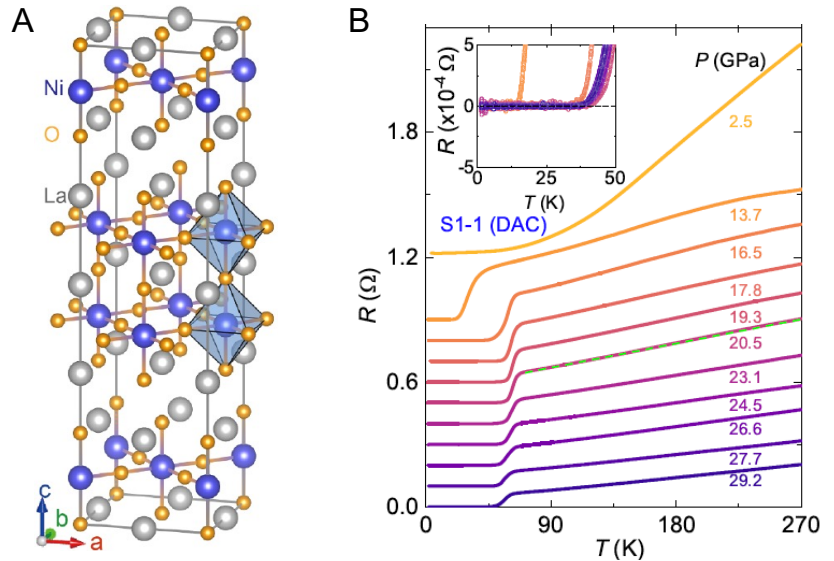 A
Ni
O
La
c
b
a
B
R (x10⁻⁴ Ω)
5
0
-5
0
25
50
T (K)
P (GPa)
2.5
S1-1 (DAC)
13.7
16.5
17.8
19.3
20.5
23.1
24.5
26.6
27.7
29.2
R (Ω)
1.8
1.2
0.6
0.0
0
90
180
270
T (K)